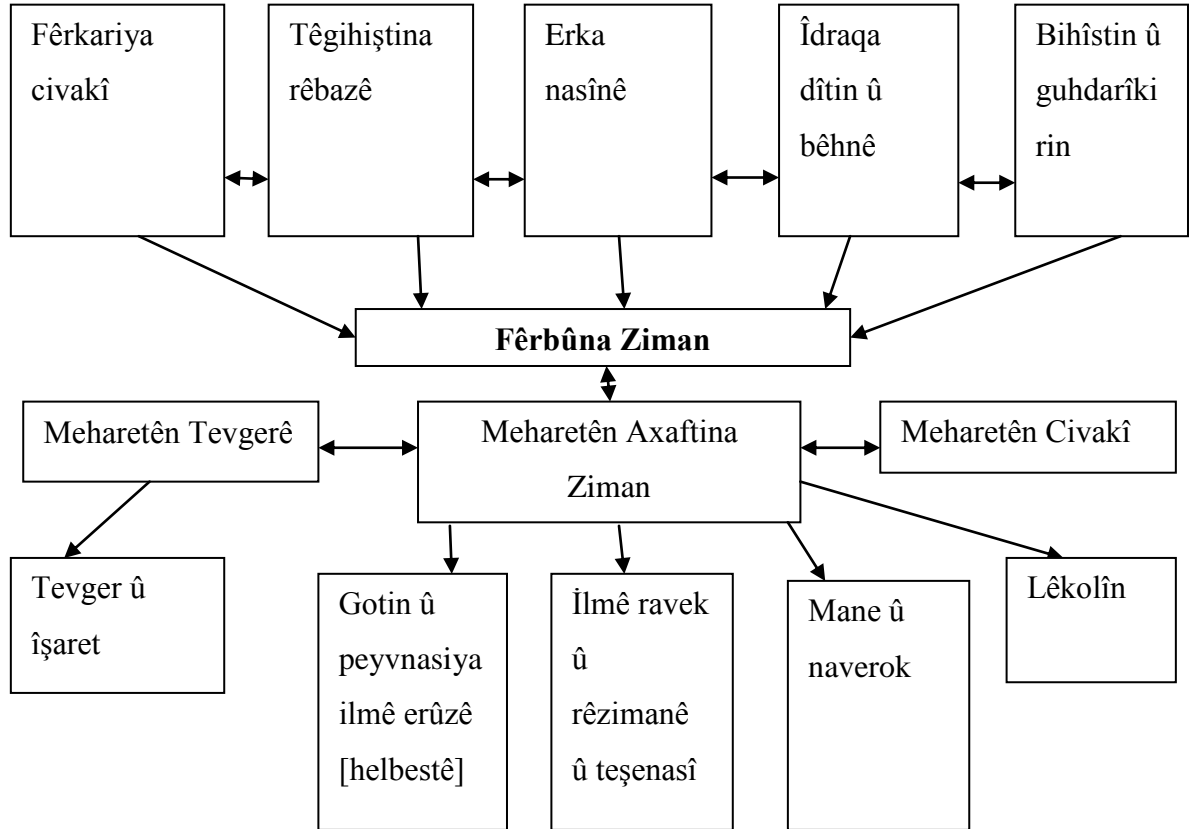 Fêrkariya
civakî
Têgihiştina
rêbazê
Erka
nasînê
Îdraqa
dîtin û
bêhnê
Bihîstin û
guhdarîki
rin
Fêrbûna Ziman
Meharetên Tevgerê
Meharetên Axaftina
Ziman
Meharetên Civakî
Tevger û
îşaret
Gotin û
peyvnasiya
ilmê erûzê
[helbestê]
İlmê ravek
û
rêzimanê
û teşenasî
Mane û
naverok
Lêkolîn